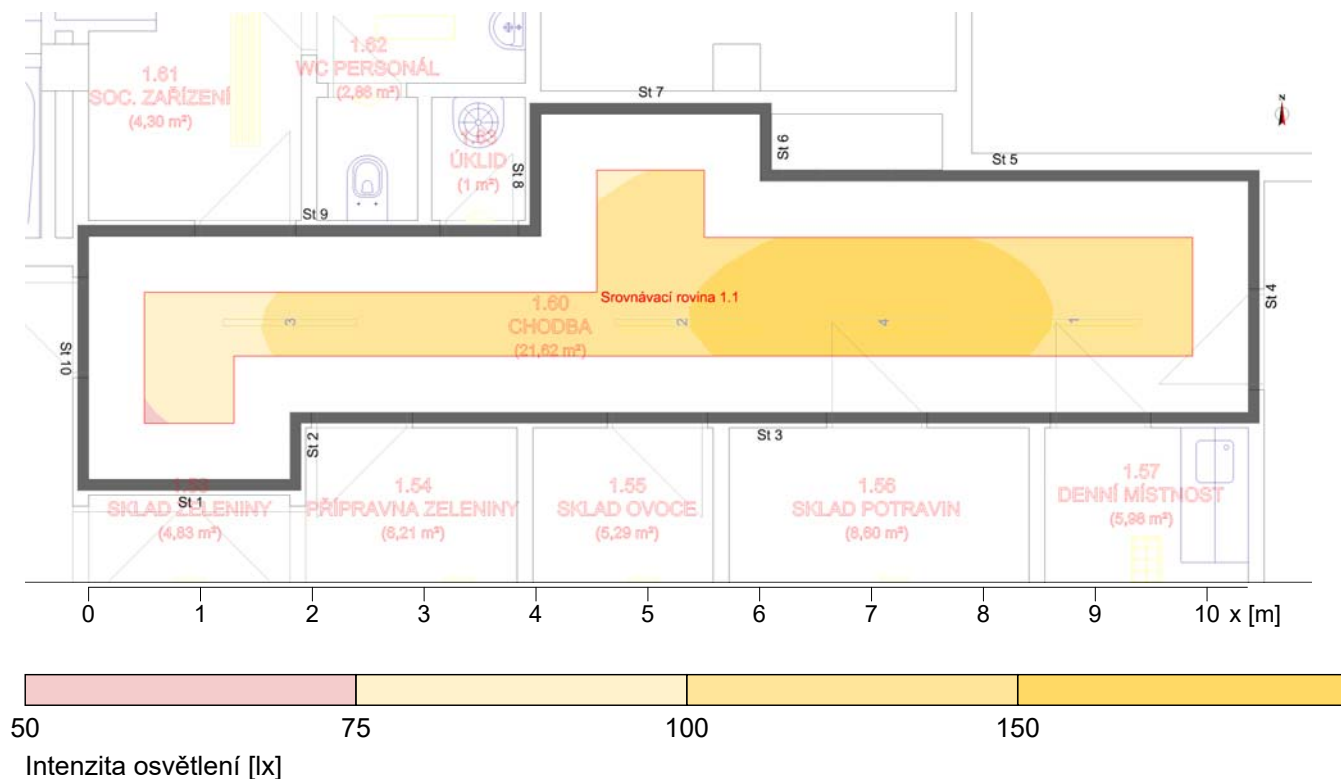 1.62
WC PERSONÁL
(2,88 m²)
1.61
SOC. ZAŘÍZENÍ
(4,30 m²)
St 7
z
1.63
ÚKLID
(1 m²)
St 8
St 6
St 5
St 9
Srovnávací rovina 1.1
1.60
CHODBA
(21,62 m²)
3
2
4
1
St 4
St 10
St 2
St 3
St 1
1.53
SKLAD ZELENINY
(4,83 m²)
1.54
PŘÍPRAVNA ZELENINY
(6,21 m²)
1.55
SKLAD OVOCE
(5,29 m²)
1.56
SKLAD POTRAVIN
(8,60 m²)
1.57
DENNÍ MÍSTNOST
(5,98 m²)
0 1 2 3 4 5 6 7 8 9 10 x [m]
50 75 100 150
Intenzita osvětlení [lx]